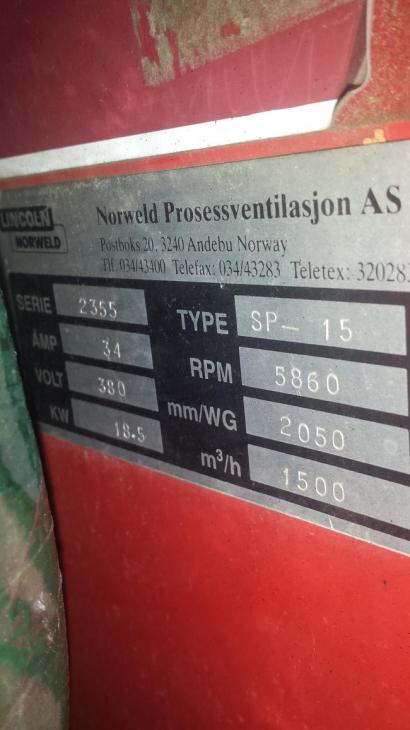 LINCOLN
NORWELD
Norweld Prosessventilasjon AS
Postboks 20, 3240 Andebu Norway
Tlf. 034/43400 Telefax: 034/43283 Teletex: 320283
SERIE 2355
AMP 34
VOLT 380
KW 18.5
TYPE SP- 15
RPM 5860
mm/WG 2050
m³/h 1500